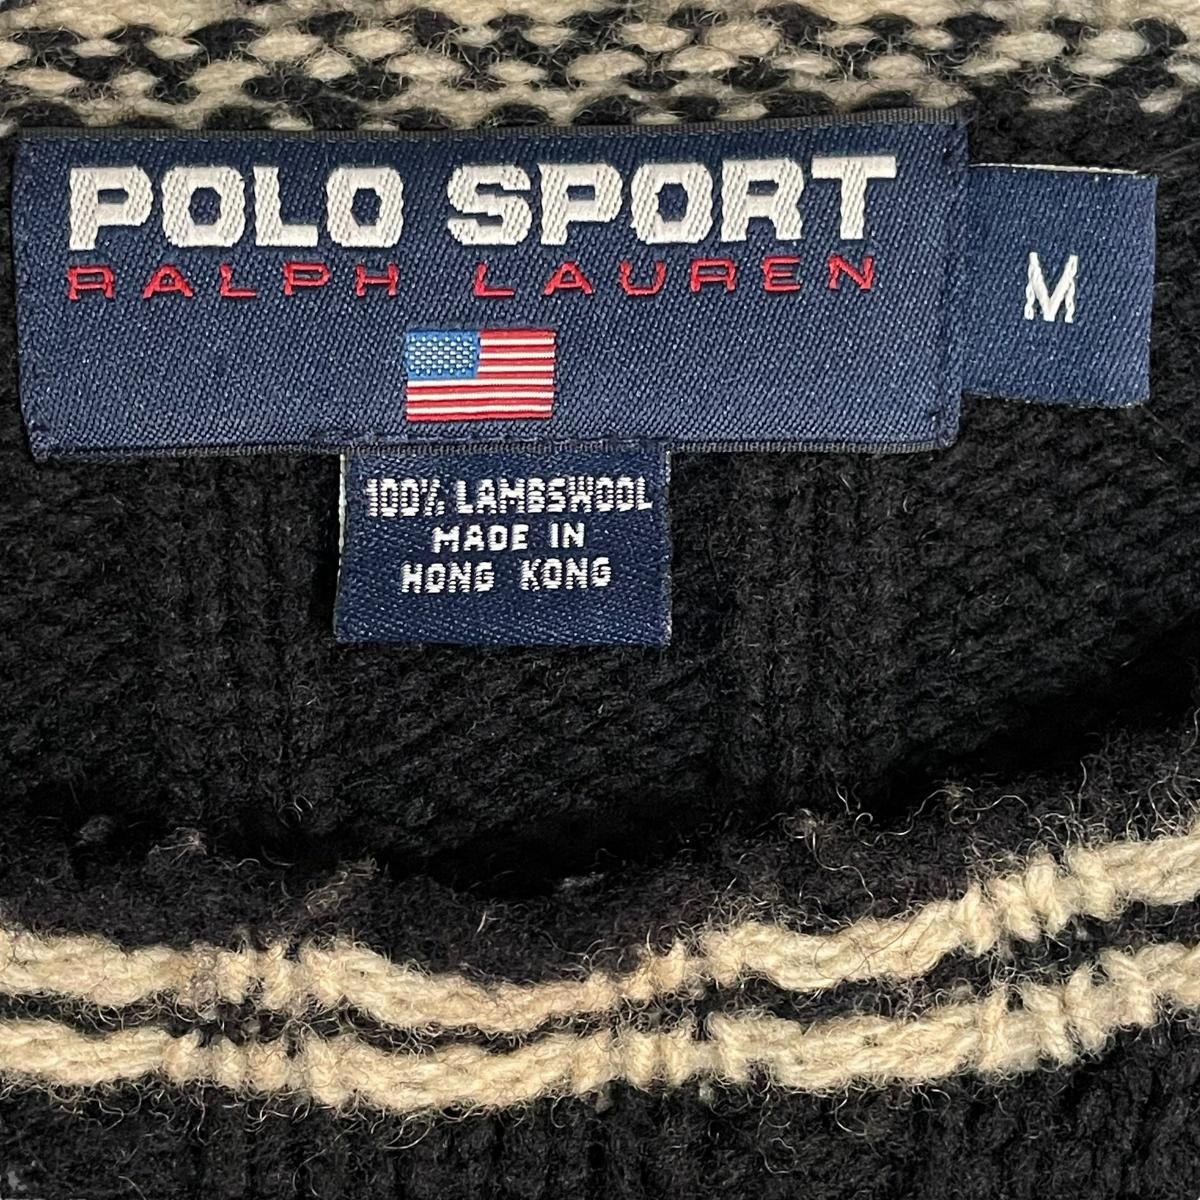 POLO SPORT
RALPH LAUREN
M
100% LAMBSWOOL
MADE IN
HONG KONG